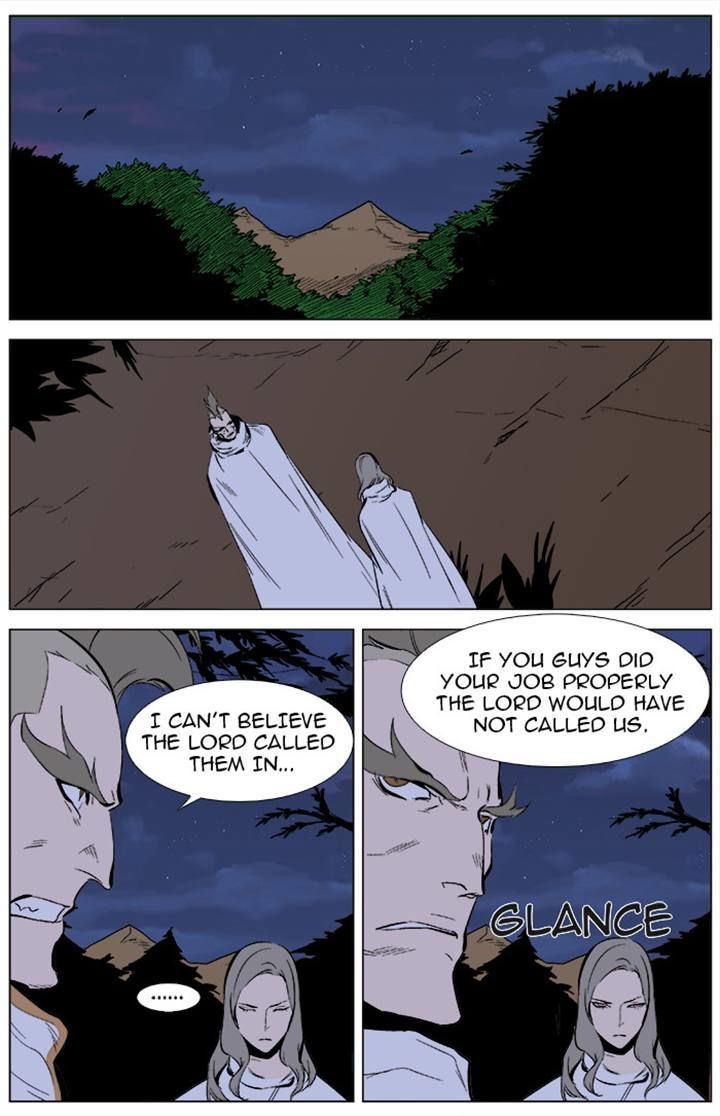 I CAN'T BELIEVE
THE LORD CALLED
THEM IN...
......
IF YOU GUYS DID
YOUR JOB PROPERLY
THE LORD WOULD HAVE
NOT CALLED US.
GLANCE